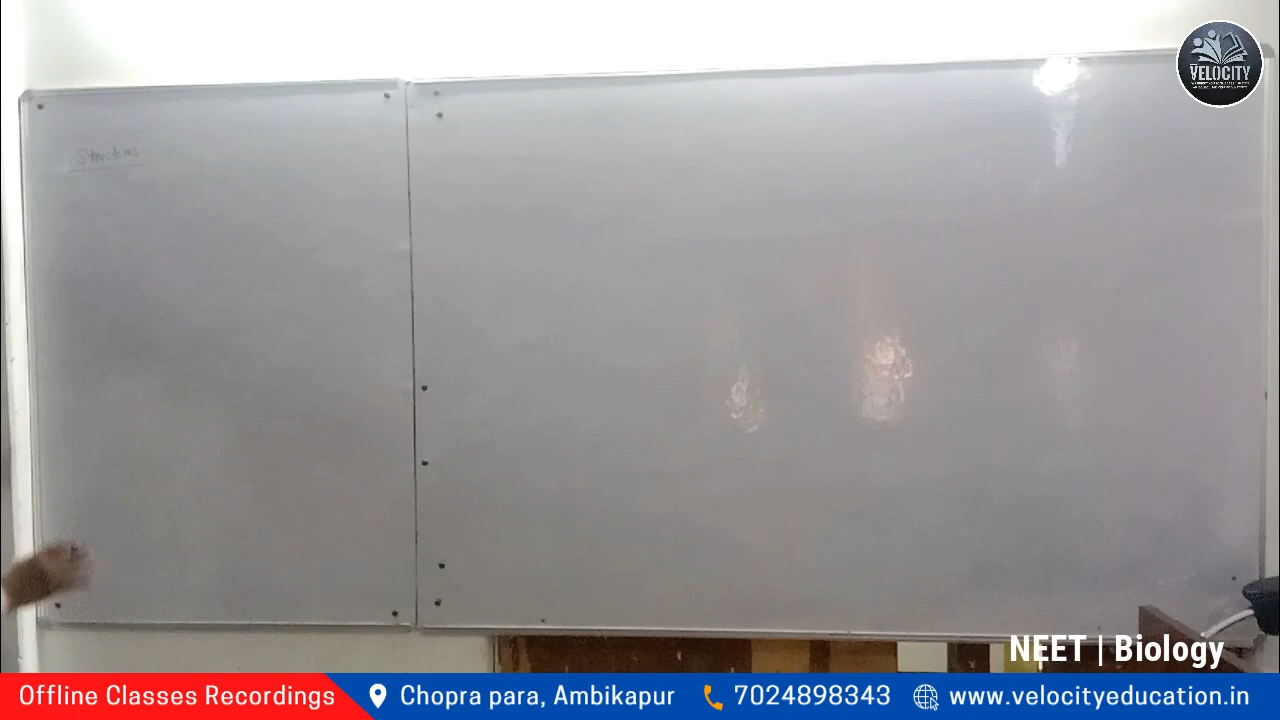 VELOCITY
Structures
NEET | Biology
Offline Classes Recordings
Chopra para, Ambikapur
7024898343
www.velocityeducation.in